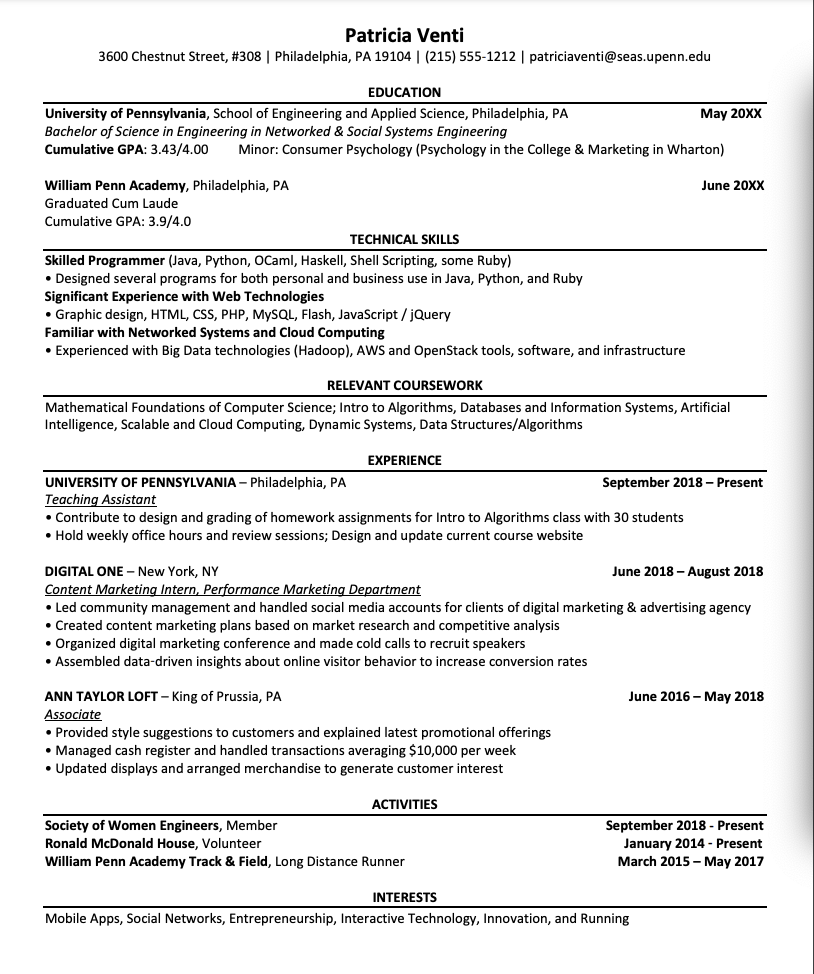 Patricia Venti
3600 Chestnut Street, #308 | Philadelphia, PA 19104 | (215) 555-1212 | patriciaventi@seas.upenn.edu
EDUCATION
University of Pennsylvania, School of Engineering and Applied Science, Philadelphia, PA May 20XX
Bachelor of Science in Engineering in Networked & Social Systems Engineering
Cumulative GPA: 3.43/4.00 Minor: Consumer Psychology (Psychology in the College & Marketing in Wharton)
William Penn Academy, Philadelphia, PA June 20XX
Graduated Cum Laude
Cumulative GPA: 3.9/4.0
TECHNICAL SKILLS
Skilled Programmer (Java, Python, OCaml, Haskell, Shell Scripting, some Ruby)
• Designed several programs for both personal and business use in Java, Python, and Ruby
Significant Experience with Web Technologies
• Graphic design, HTML, CSS, PHP, MySQL, Flash, JavaScript / jQuery
Familiar with Networked Systems and Cloud Computing
• Experienced with Big Data technologies (Hadoop), AWS and OpenStack tools, software, and infrastructure
RELEVANT COURSEWORK
Mathematical Foundations of Computer Science; Intro to Algorithms, Databases and Information Systems, Artificial
Intelligence, Scalable and Cloud Computing, Dynamic Systems, Data Structures/Algorithms
EXPERIENCE
UNIVERSITY OF PENNSYLVANIA – Philadelphia, PA September 2018 – Present
Teaching Assistant
• Contribute to design and grading of homework assignments for Intro to Algorithms class with 30 students
• Hold weekly office hours and review sessions; Design and update current course website
DIGITAL ONE – New York, NY June 2018 – August 2018
Content Marketing Intern, Performance Marketing Department
• Led community management and handled social media accounts for clients of digital marketing & advertising agency
• Created content marketing plans based on market research and competitive analysis
• Organized digital marketing conference and made cold calls to recruit speakers
• Assembled data-driven insights about online visitor behavior to increase conversion rates
ANN TAYLOR LOFT – King of Prussia, PA June 2016 – May 2018
Associate
• Provided style suggestions to customers and explained latest promotional offerings
• Managed cash register and handled transactions averaging $10,000 per week
• Updated displays and arranged merchandise to generate customer interest
ACTIVITIES
Society of Women Engineers, Member September 2018 - Present
Ronald McDonald House, Volunteer January 2014 - Present
William Penn Academy Track & Field, Long Distance Runner March 2015 – May 2017
INTERESTS
Mobile Apps, Social Networks, Entrepreneurship, Interactive Technology, Innovation, and Running